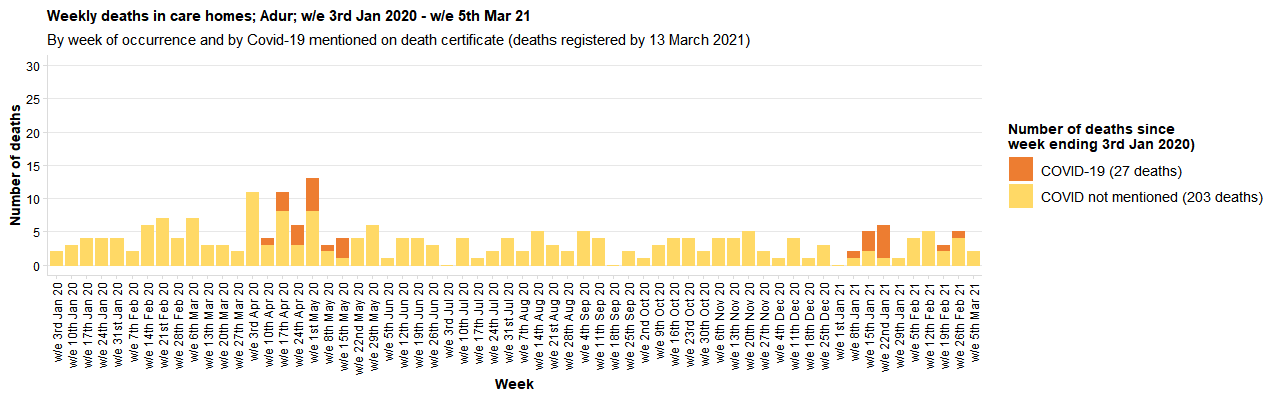 Weekly deaths in care homes; Adur; w/e 3rd Jan 2020 - w/e 5th Mar 21
By week of occurrence and by Covid-19 mentioned on death certificate (deaths registered by 13 March 2021)
30
25
20
15
10
5
0
Number of deaths
w/e 3rd Jan 20
w/e 10th Jan 20
w/e 17th Jan 20
w/e 24th Jan 20
w/e 31st Jan 20
w/e 7th Feb 20
w/e 14th Feb 20
w/e 21st Feb 20
w/e 28th Feb 20
w/e 6th Mar 20
w/e 13th Mar 20
w/e 20th Mar 20
w/e 27th Mar 20
w/e 3rd Apr 20
w/e 10th Apr 20
w/e 17th Apr 20
w/e 24th Apr 20
w/e 1st May 20
w/e 8th May 20
w/e 15th May 20
w/e 22nd May 20
w/e 29th May 20
w/e 5th Jun 20
w/e 12th Jun 20
w/e 19th Jun 20
w/e 26th Jun 20
w/e 3rd Jul 20
w/e 10th Jul 20
w/e 17th Jul 20
w/e 24th Jul 20
w/e 31st Jul 20
w/e 7th Aug 20
w/e 14th Aug 20
w/e 21st Aug 20
w/e 28th Aug 20
w/e 4th Sep 20
w/e 11th Sep 20
w/e 18th Sep 20
w/e 25th Sep 20
w/e 2nd Oct 20
w/e 9th Oct 20
w/e 16th Oct 20
w/e 23rd Oct 20
w/e 30th Oct 20
w/e 6th Nov 20
w/e 13th Nov 20
w/e 20th Nov 20
w/e 27th Nov 20
w/e 4th Dec 20
w/e 11th Dec 20
w/e 18th Dec 20
w/e 25th Dec 20
w/e 1st Jan 21
w/e 8th Jan 21
w/e 15th Jan 21
w/e 22nd Jan 21
w/e 29th Jan 21
w/e 5th Feb 21
w/e 12th Feb 21
w/e 19th Feb 21
w/e 26th Feb 21
w/e 5th Mar 21
Week
Number of deaths since
week ending 3rd Jan 2020)
COVID-19 (27 deaths)
COVID not mentioned (203 deaths)